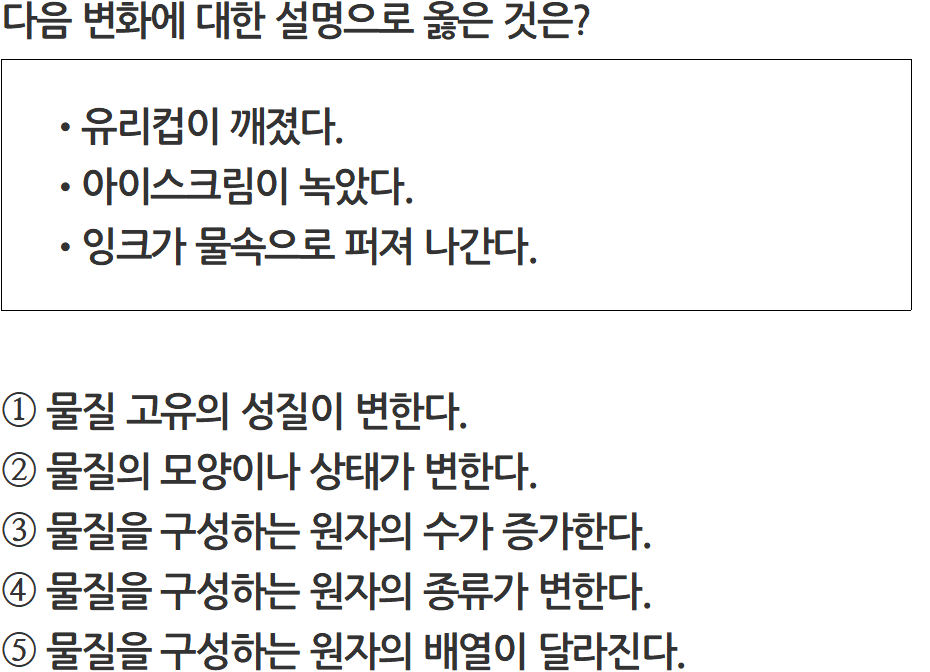 다음 변화에 대한 설명으로 옳은 것은?
• 유리컵이 깨졌다.
• 아이스크림이 녹았다.
• 잉크가 물속으로 퍼져 나간다.
① 물질 고유의 성질이 변한다.
② 물질의 모양이나 상태가 변한다.
③ 물질을 구성하는 원자의 수가 증가한다.
④ 물질을 구성하는 원자의 종류가 변한다.
⑤ 물질을 구성하는 원자의 배열이 달라진다.